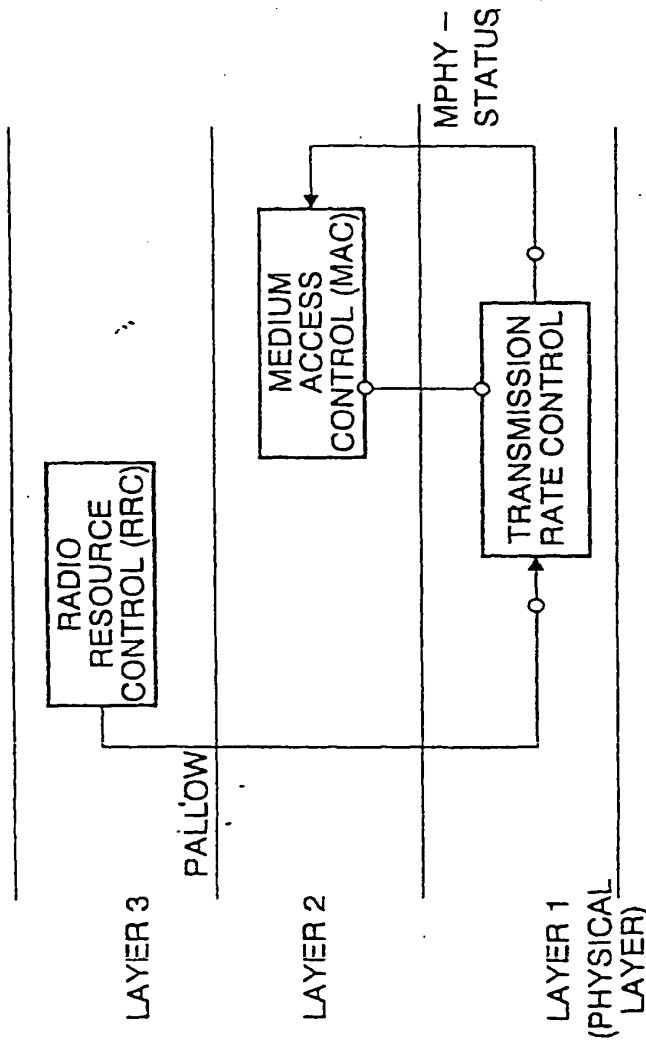 LAYER 3
RADIO
RESOURCE
CONTROL (RRC)
PALLOW
LAYER 2
MEDIUM
ACCESS
CONTROL (MAC)
MPHY –
STATUS
LAYER 1
(PHYSICAL
LAYER)
TRANSMISSION
RATE CONTROL